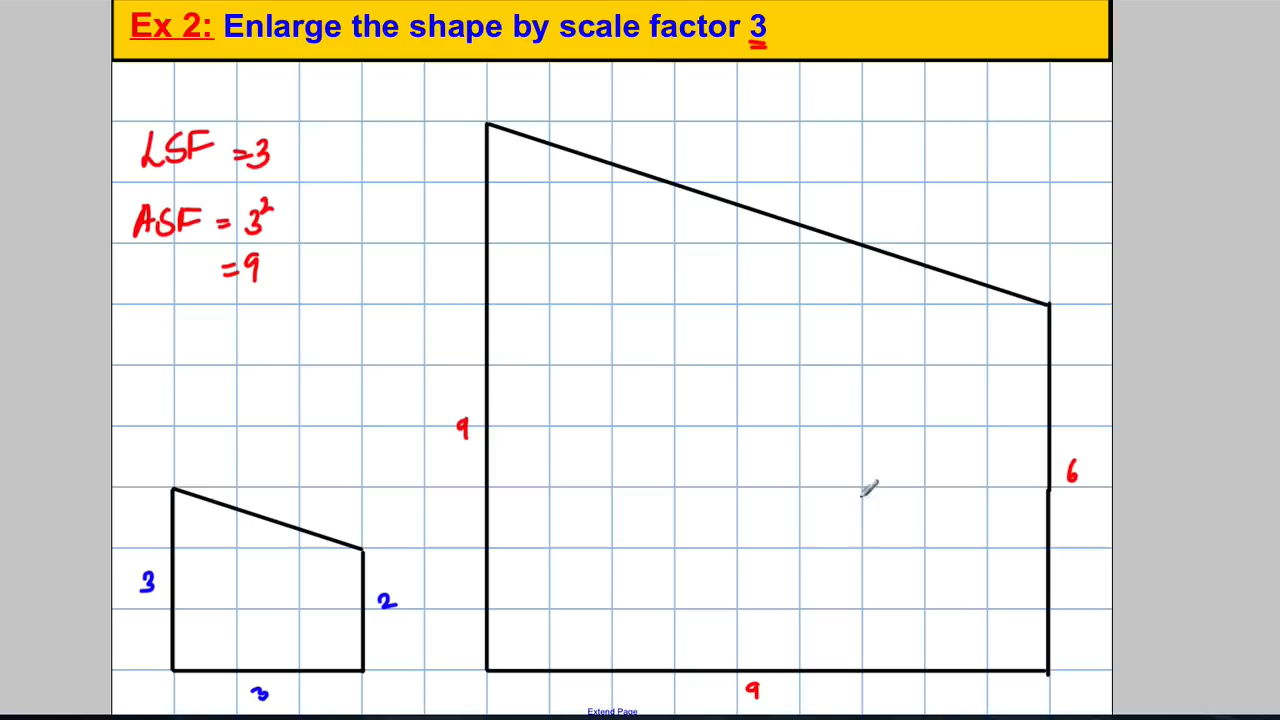 Ex 2: Enlarge the shape by scale factor 3
LSF = 3
ASF = 3²
= 9
9
6
3
2
3
9
Extend Page